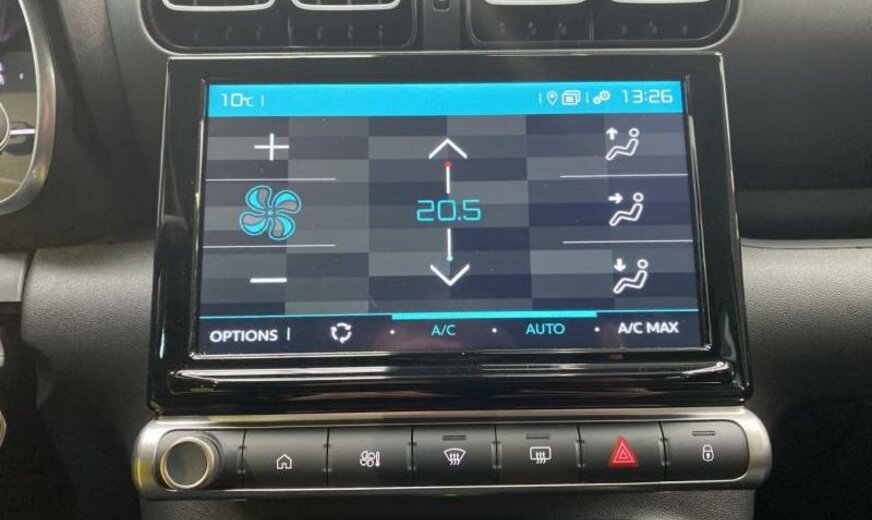 10°C 13:26
20.5
OPTIONS A/C AUTO A/C MAX